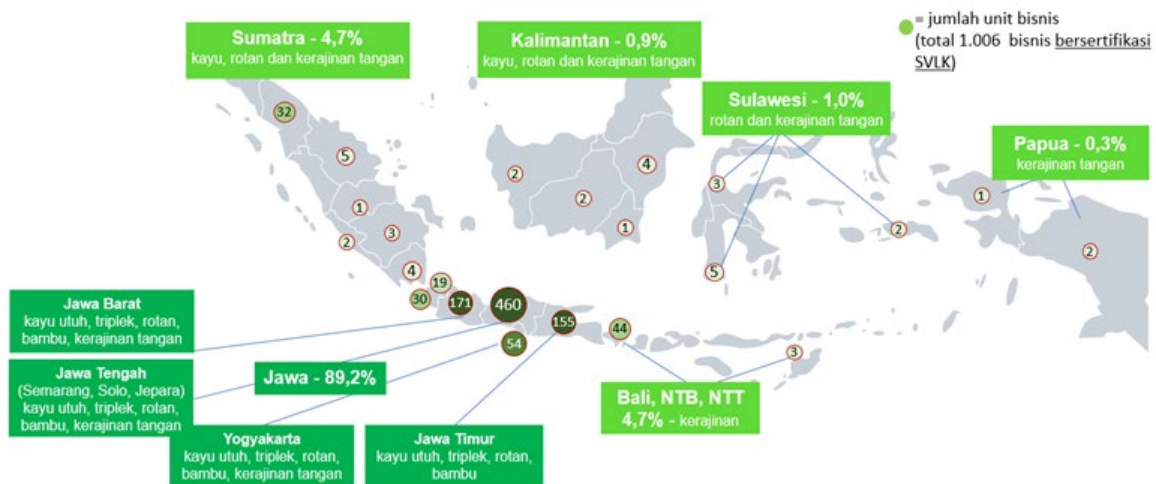 = jumlah unit bisnis
(total 1.006 bisnis bersertifikasi
SVLK)
Sumatra - 4,7%
kayu, rotan dan kerajinan tangan
Kalimantan - 0,9%
kayu, rotan dan kerajinan tangan
Sulawesi - 1,0%
rotan dan kerajinan tangan
Papua - 0,3%
kerajinan tangan
32
5
1
3
2
4
2
4
2
1
3
5
2
1
2
19
30
171
460
155
54
44
3
Jawa Barat
kayu utuh, triplek, rotan,
bambu, kerajinan tangan
Jawa Tengah
(Semarang, Solo, Jepara)
kayu utuh, triplek, rotan,
bambu, kerajinan tangan
Jawa - 89,2%
Yogyakarta
kayu utuh, triplek, rotan,
bambu, kerajinan tangan
Jawa Timur
kayu utuh, triplek, rotan,
bambu
Bali, NTB, NTT
4,7% - kerajinan